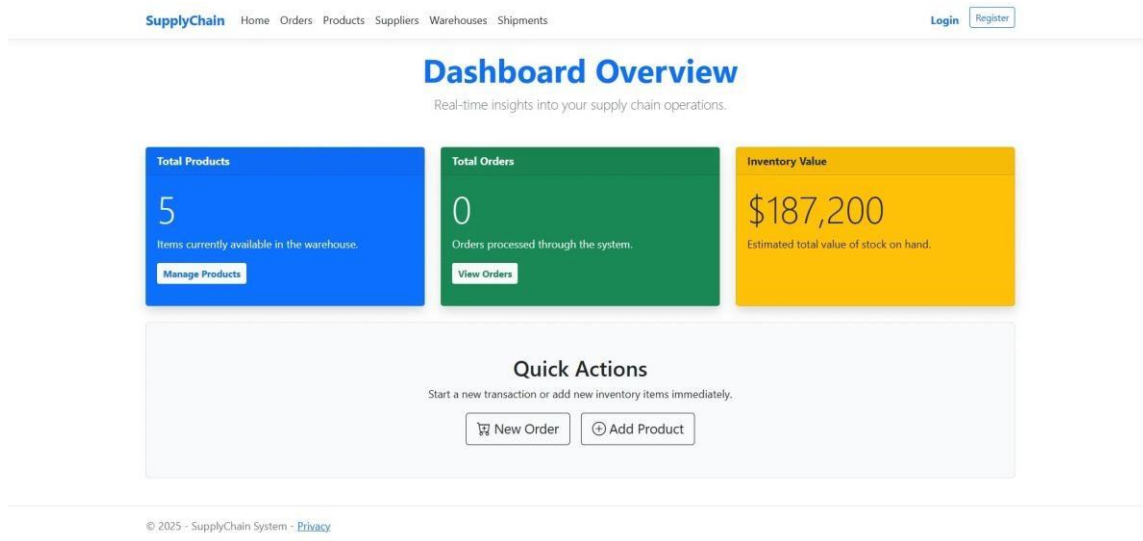 SupplyChain Home Orders Products Suppliers Warehouses Shipments Login Register
Dashboard Overview
Real-time insights into your supply chain operations.
Total Products
5
Items currently available in the warehouse.
Manage Products
Total Orders
0
Orders processed through the system.
View Orders
Inventory Value
$187,200
Estimated total value of stock on hand.
Quick Actions
Start a new transaction or add new inventory items immediately.
New Order Add Product
© 2025 - SupplyChain System - Privacy